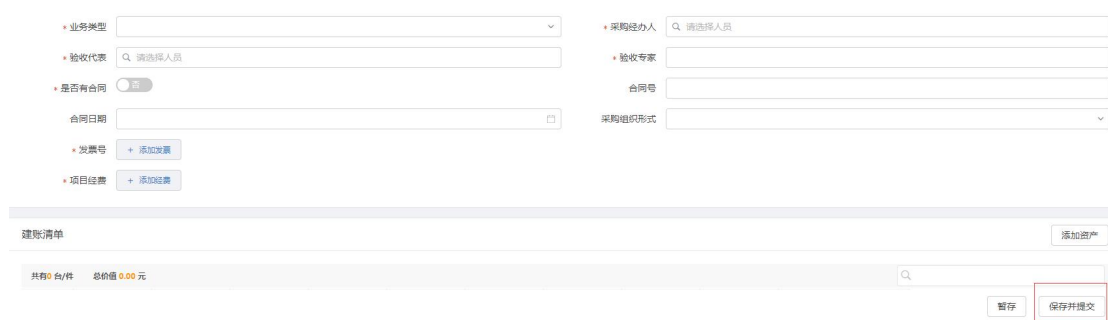 * 业务类型 * 采购经办人 请选择人员
* 验收代表 请选择人员 * 验收专家
* 是否有合同 否 合同号
合同日期 采购组织形式
* 发票号 + 添加发票
* 项目经费 + 添加经费
建账清单 添加资产
共有0 台/件 总价值 0.00 元
暂存 保存并提交